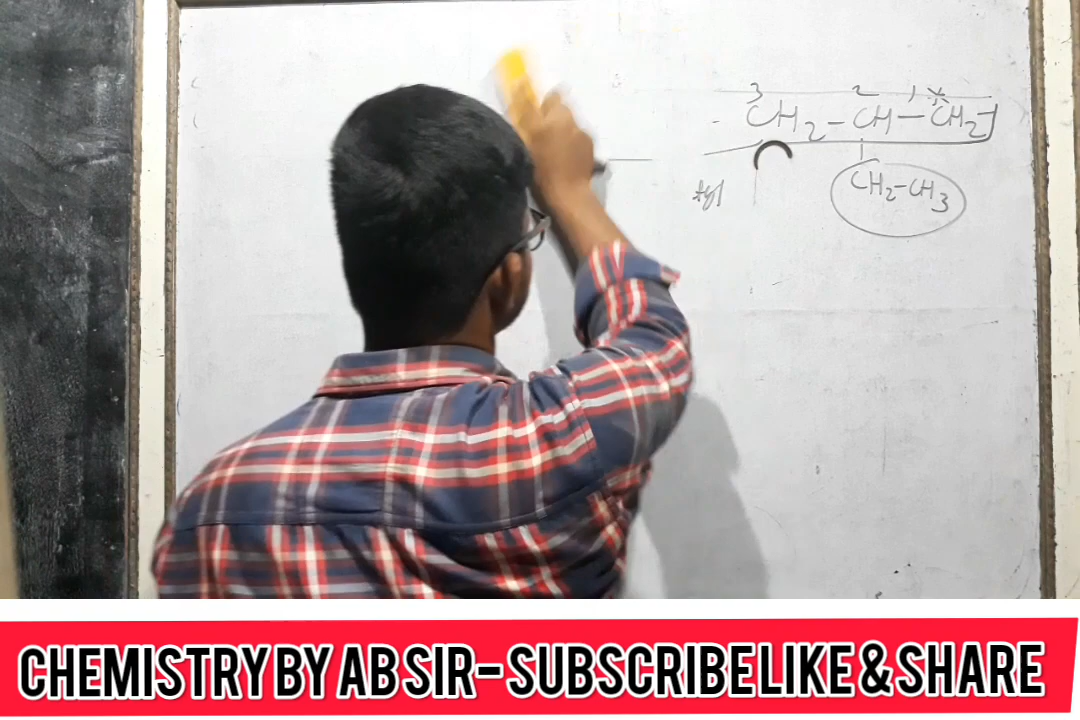 3 2 1 *
CH2-CH-CH2-
CH2-CH3
CHEMISTRY BY AB SIR- SUBSCRIBE LIKE & SHARE